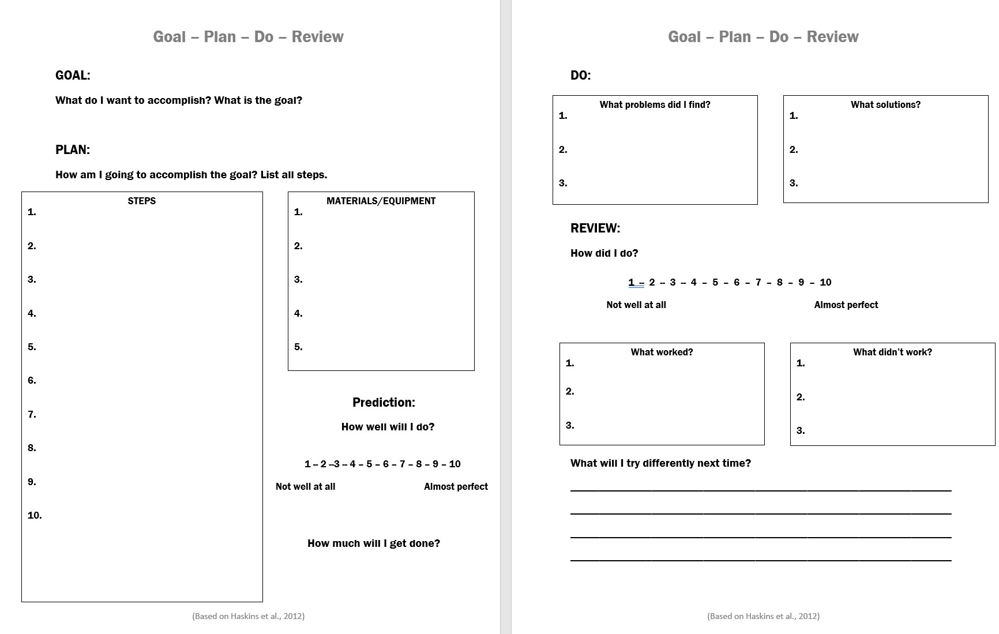 Goal – Plan – Do – Review
GOAL:
What do I want to accomplish? What is the goal?
PLAN:
How am I going to accomplish the goal? List all steps.
STEPS
1.
2.
3.
4.
5.
6.
7.
8.
9.
10.
MATERIALS/EQUIPMENT
1.
2.
3.
4.
5.
Prediction:
How well will I do?
1 -- 2 --3 -- 4 – 5 – 6 – 7 – 8 – 9 – 10
Not well at all Almost perfect
How much will I get done?
(Based on Haskins et al., 2012)
Goal – Plan – Do – Review
DO:
What problems did I find?
1.
2.
3.
What solutions?
1.
2.
3.
REVIEW:
How did I do?
1 -- 2 -- 3 -- 4 – 5 – 6 – 7 – 8 – 9 – 10
Not well at all Almost perfect
What worked?
1.
2.
3.
What didn’t work?
1.
2.
3.
What will I try differently next time?
(Based on Haskins et al., 2012)